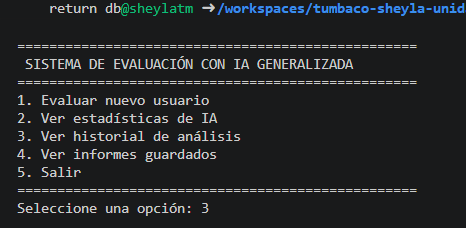 return db@sheylatm ➜/workspaces/tumbaco-sheyla-unid
==================================================
SISTEMA DE EVALUACIÓN CON IA GENERALIZADA
==================================================
1. Evaluar nuevo usuario
2. Ver estadísticas de IA
3. Ver historial de análisis
4. Ver informes guardados
5. Salir
==================================================
Seleccione una opción: 3